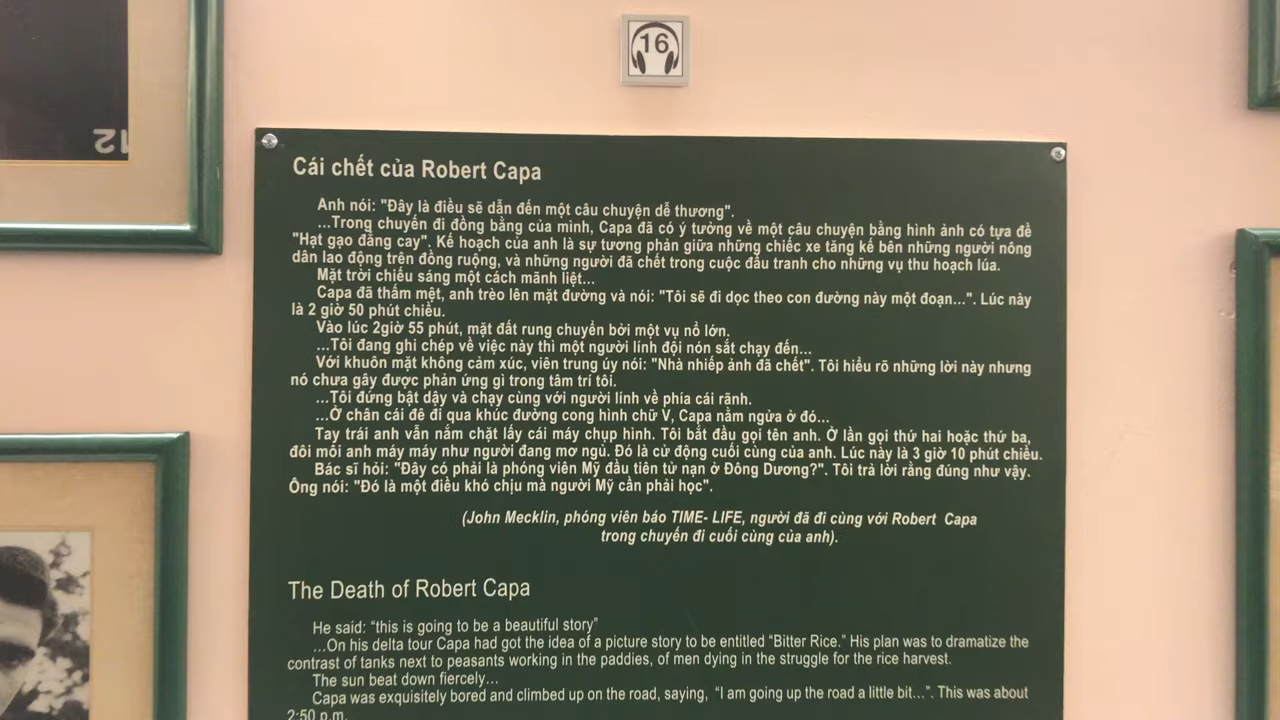 16
12
Cái chết của Robert Capa
Anh nói: "Đây là điều sẽ dẫn đến một câu chuyện dễ thương".
...Trong chuyến đi đồng bằng của mình, Capa đã có ý tưởng về một câu chuyện bằng hình ảnh có tựa đề
"Hạt gạo đắng cay". Kế hoạch của anh là sự tương phản giữa những chiếc xe tăng kế bên những người nông
dân lao động trên đồng ruộng, và những người đã chết trong cuộc đấu tranh cho những vụ thu hoạch lúa.
Mặt trời chiếu sáng một cách mãnh liệt...
Capa đã thấm mệt, anh trèo lên mặt đường và nói: "Tôi sẽ đi dọc theo con đường này một đoạn...". Lúc này
là 2 giờ 50 phút chiều.
Vào lúc 2giờ 55 phút, mặt đất rung chuyển bởi một vụ nổ lớn.
...Tôi đang ghi chép về việc này thì một người lính đội nón sắt chạy đến...
Với khuôn mặt không cảm xúc, viên trung úy nói: "Nhà nhiếp ảnh đã chết". Tôi hiểu rõ những lời này nhưng
nó chưa gây được phản ứng gì trong tâm trí tôi.
...Tôi đứng bật dậy và chạy cùng với người lính về phía cái rãnh.
...Ở chân cái đê đi qua khúc đường cong hình chữ V, Capa nằm ngửa ở đó...
Tay trái anh vẫn nắm chặt lấy cái máy chụp hình. Tôi bắt đầu gọi tên anh. Ở lần gọi thứ hai hoặc thứ ba,
đôi môi anh máy máy như người đang mơ ngủ. Đó là cử động cuối cùng của anh. Lúc này là 3 giờ 10 phút chiều.
Bác sĩ hỏi: "Đây có phải là phóng viên Mỹ đầu tiên tử nạn ở Đông Dương?". Tôi trả lời rằng đúng như vậy.
Ông nói: "Đó là một điều khó chịu mà người Mỹ cần phải học".
(John Mecklin, phóng viên báo TIME- LIFE, người đã đi cùng với Robert Capa
trong chuyến đi cuối cùng của anh).
The Death of Robert Capa
He said: “this is going to be a beautiful story”
...On his delta tour Capa had got the idea of a picture story to be entitled “Bitter Rice.” His plan was to dramatize the
contrast of tanks next to peasants working in the paddies, of men dying in the struggle for the rice harvest.
The sun beat down fiercely...
Capa was exquisitely bored and climbed up on the road, saying, “I am going up the road a little bit...”. This was about
2:50 p.m.